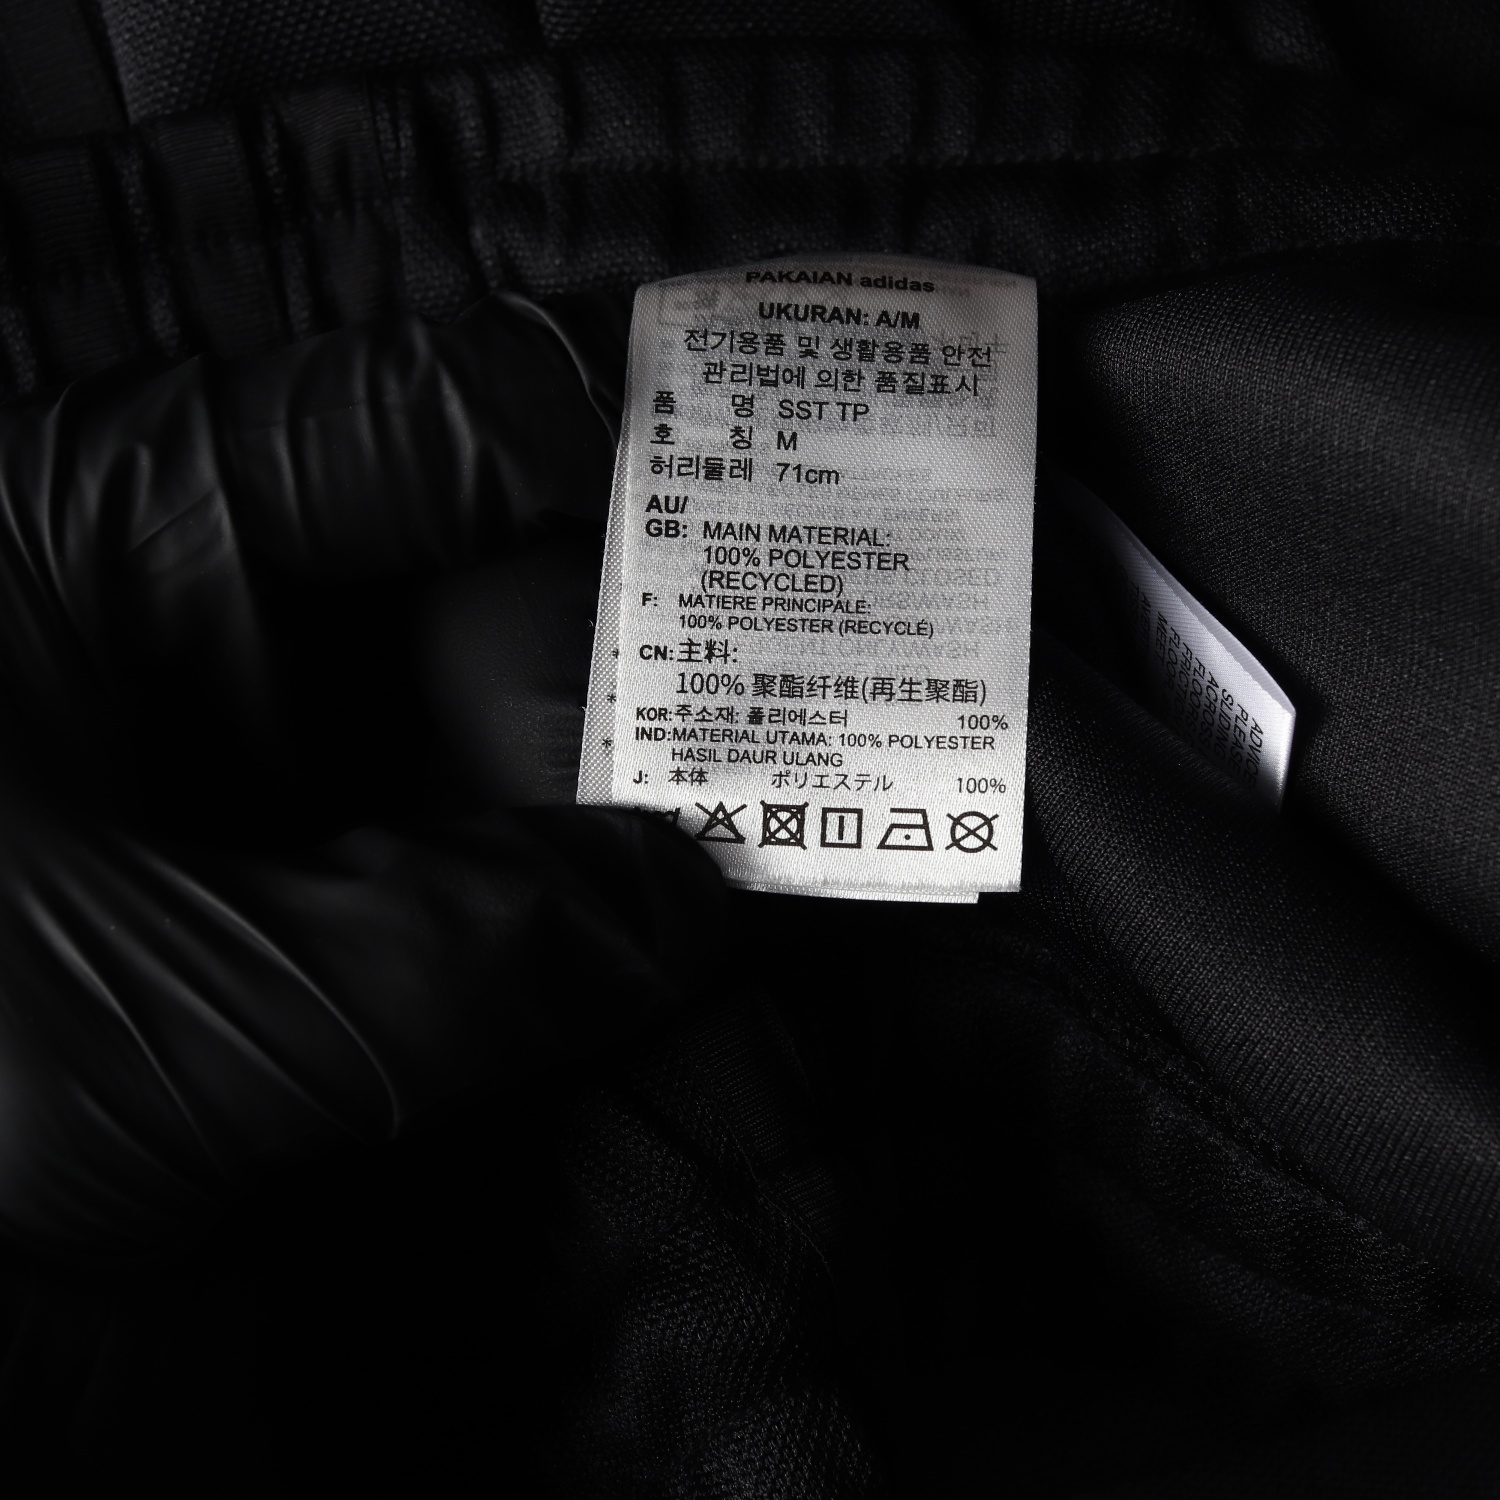 PAKAIAN adidas
UKURAN: A/M
전기용품 및 생활용품 안전
관리법에 의한 품질표시
품 명 SST TP
호 칭 M
허리둘레 71cm
AU/
GB: MAIN MATERIAL:
100% POLYESTER
(RECYCLED)
F: MATIERE PRINCIPALE:
100% POLYESTER (RECYCLÉ)
CN: 主料:
100% 聚酯纤维(再生聚酯)
KOR: 주소재: 폴리에스터 100%
IND: MATERIAL UTAMA: 100% POLYESTER
HASIL DAUR ULANG
J: 本体 ポリエステル 100%